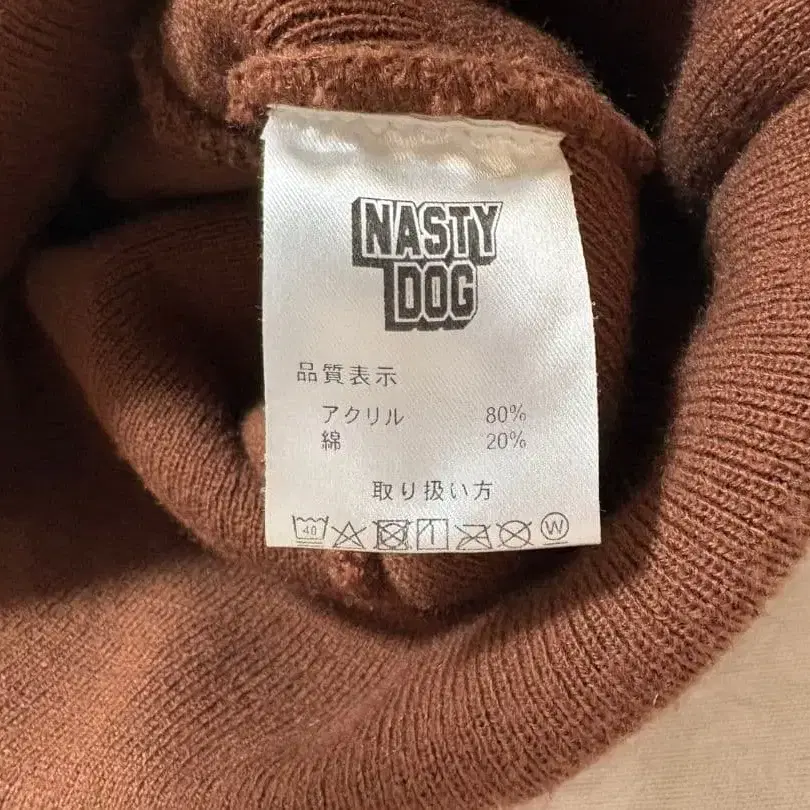 NASTY
DOG
品質表示
アクリル 80%
綿 20%
取り扱い方
40 W